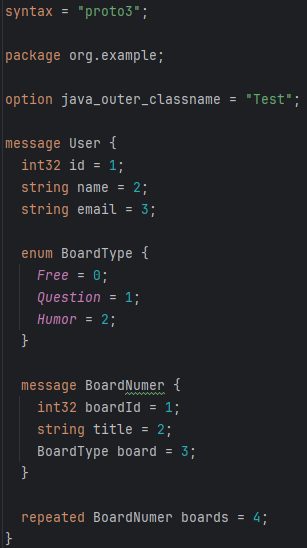 syntax = "proto3";
package org.example;
option java_outer_classname = "Test";
message User {
int32 id = 1;
string name = 2;
string email = 3;
enum BoardType {
Free = 0;
Question = 1;
Humor = 2;
}
message BoardNumer {
int32 boardId = 1;
string title = 2;
BoardType board = 3;
}
repeated BoardNumer boards = 4;
}